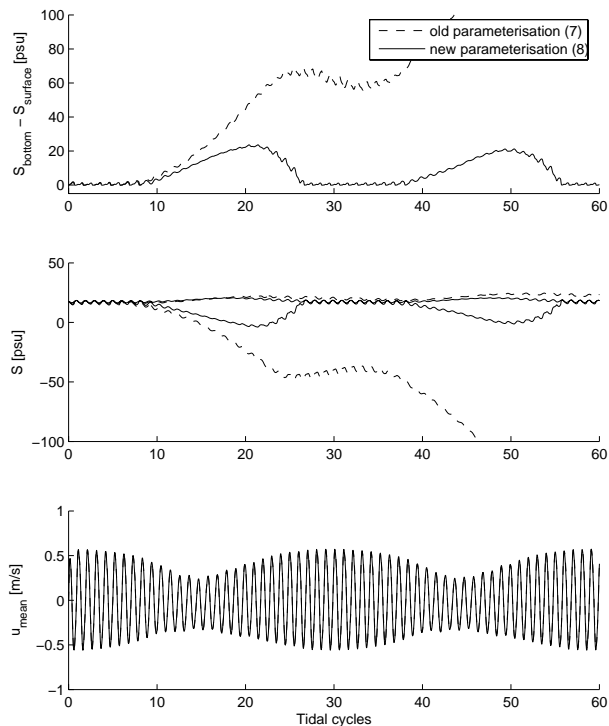 100
80
60
40
20
0
S_bottom − S_surface [psu]
old parameterisation (7)
new parameterisation (8)
0 10 20 30 40 50 60
50
0
−50
−100
S [psu]
0 10 20 30 40 50 60
1
0.5
0
−0.5
−1
u_mean [m/s]
0 10 20 30 40 50 60
Tidal cycles